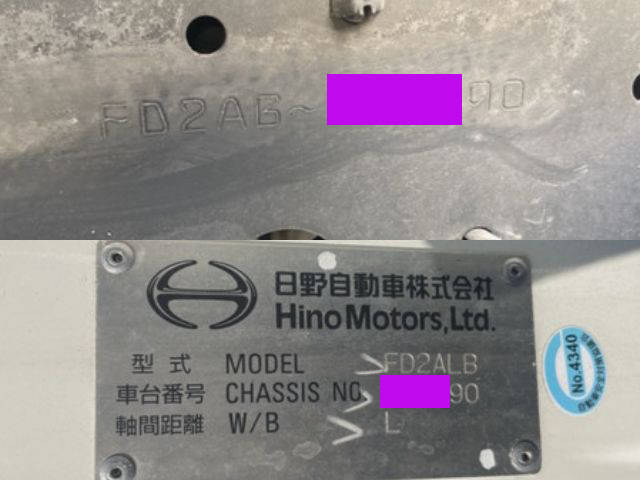 FD2AB~ 90
日野自動車株式会社
Hino Motors, Ltd.
型式 MODEL >FD2ALB
車台番号 CHASSIS NO. > 90
軸間距離 W/B > L
No.4340